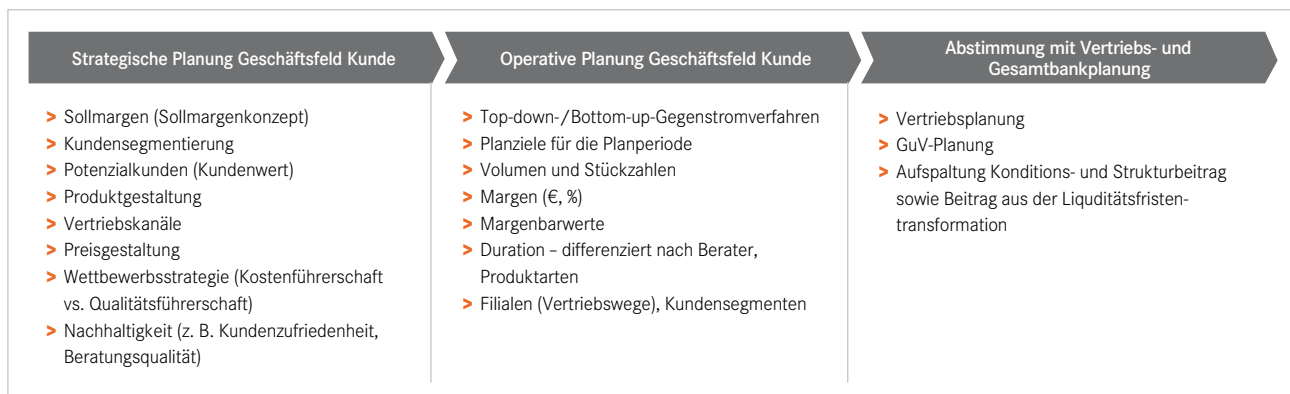 Strategische Planung Geschäftsfeld Kunde
> Sollmargen (Sollmargenkonzept)
> Kundensegmentierung
> Potenzialkunden (Kundenwert)
> Produktgestaltung
> Vertriebskanäle
> Preisgestaltung
> Wettbewerbsstrategie (Kostenführerschaft
vs. Qualitätsführerschaft)
> Nachhaltigkeit (z. B. Kundenzufriedenheit,
Beratungsqualität)
Operative Planung Geschäftsfeld Kunde
> Top-down-/Bottom-up-Gegenstromverfahren
> Planziele für die Planperiode
> Volumen und Stückzahlen
> Margen (€, %)
> Margenbarwerte
> Duration – differenziert nach Berater,
Produktarten
> Filialen (Vertriebswege), Kundensegmenten
Abstimmung mit Vertriebs- und
Gesamtbankplanung
> Vertriebsplanung
> GuV-Planung
> Aufspaltung Konditions- und Strukturbeitrag
sowie Beitrag aus der Liquditätsfristen-
transformation